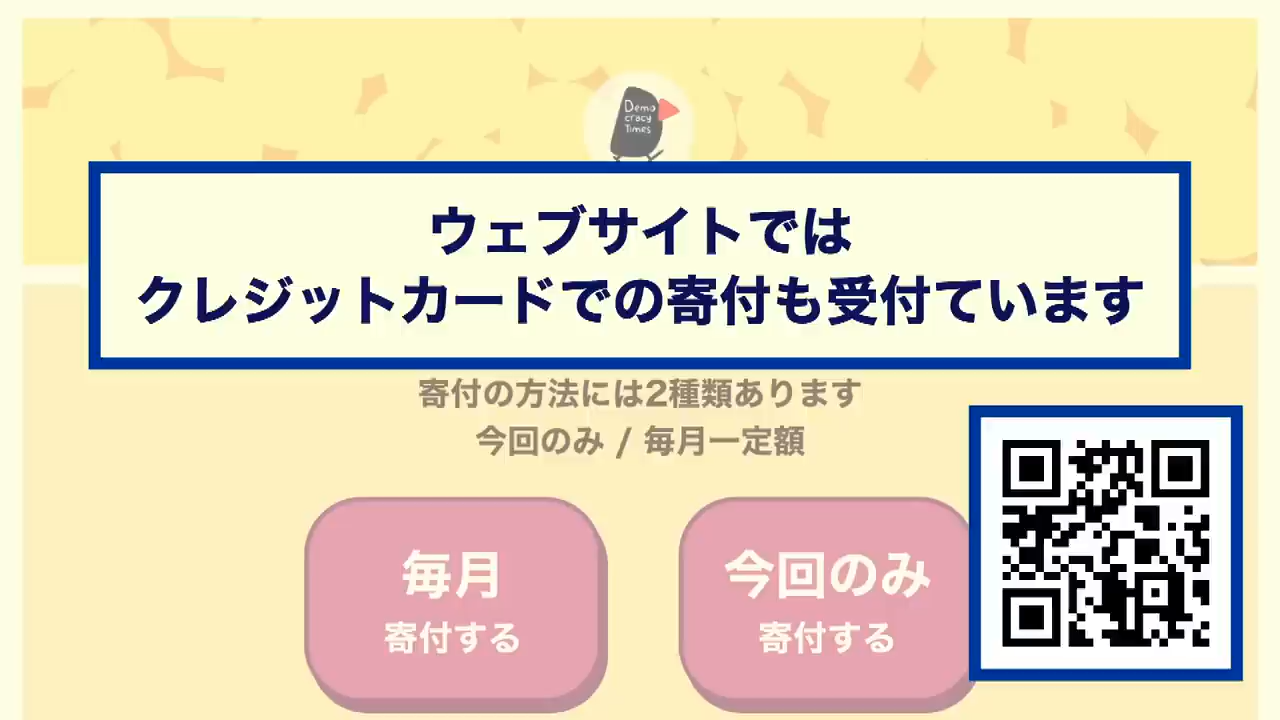 Demo
cracy
Times
ウェブサイトでは
クレジットカードでの寄付も受付ています
寄付の方法には2種類あります
今回のみ / 毎月一定額
毎月
寄付する
今回のみ
寄付する